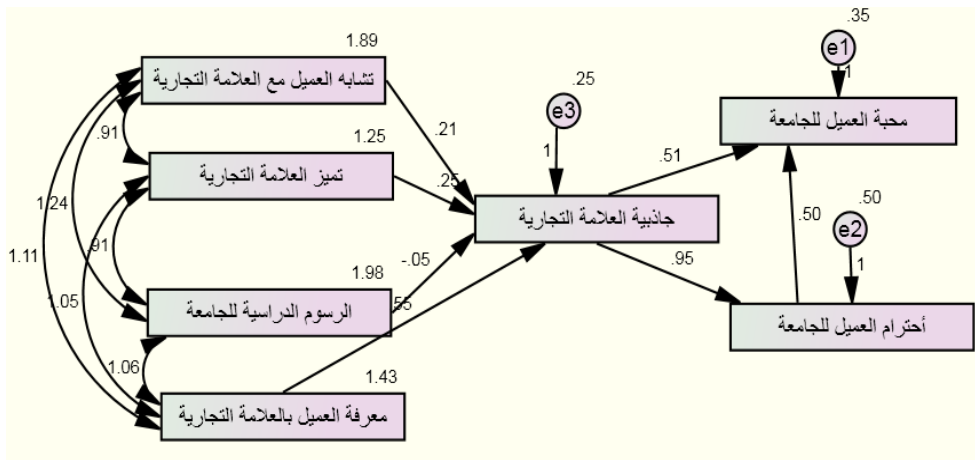 1.89
تشابه العميل مع العلامة التجارية
.91
.21
1.25
تميز العلامة التجارية
.25
.25
e3
1
جاذبية العلامة التجارية
.35
e1
1
محبة العميل للجامعة
.51
.50
.50
e2
1
.95
أحترام العميل للجامعة
1.24
1.11
.91
1.05
1.98
الرسوم الدراسية للجامعة
-.05
.55
1.06
1.43
معرفة العميل بالعلامة التجارية